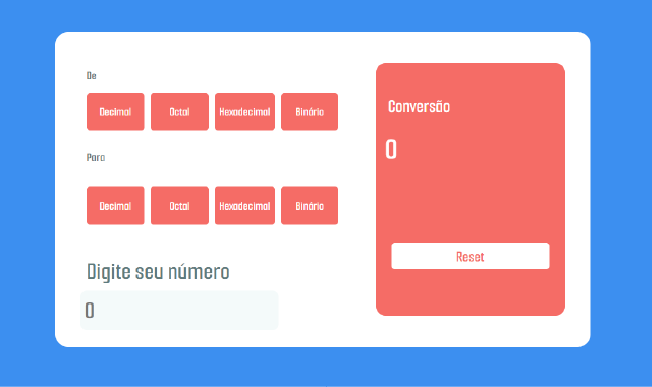 De
Decimal Octal Hexadecimal Binário
Para
Decimal Octal Hexadecimal Binário
Digite seu número
0
Conversão
0
Reset